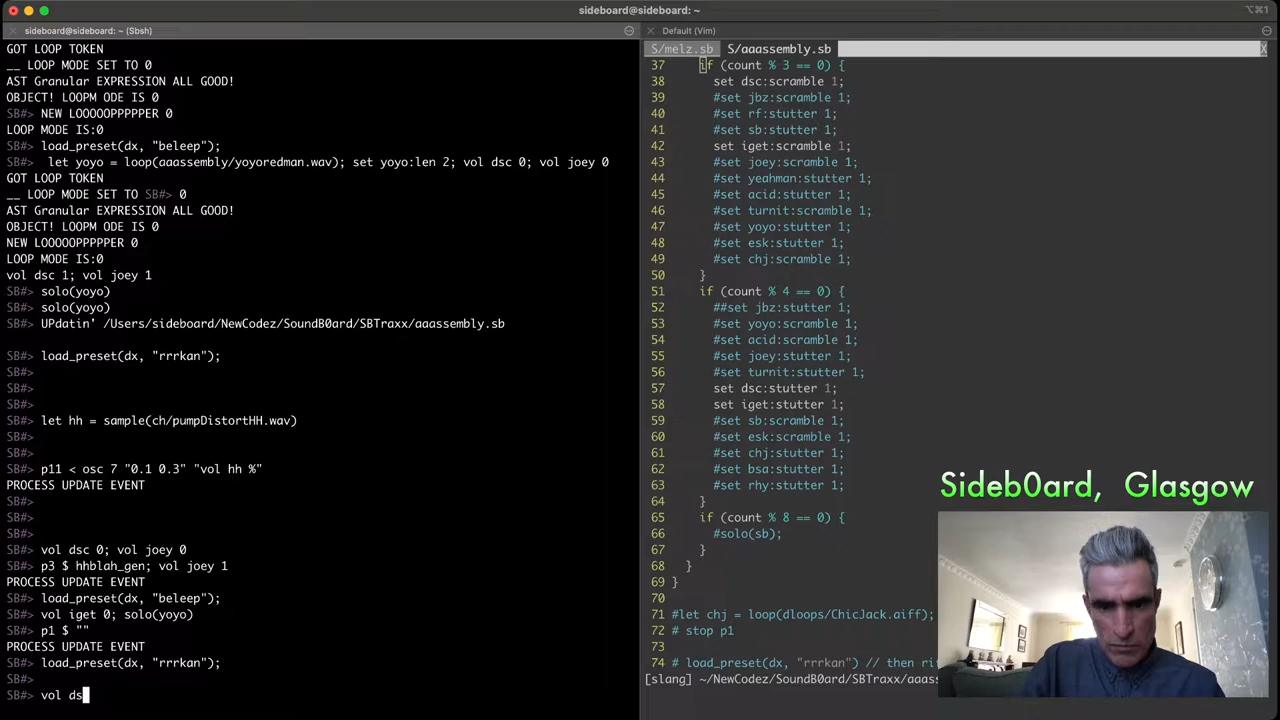 sideboard@sideboard: ~
⌥⌘1
sideboard@sideboard: ~ (Sbsh)
GOT LOOP TOKEN
__ LOOP MODE SET TO 0
AST Granular EXPRESSION ALL GOOD!
OBJECT! LOOPM ODE IS 0
SB#> NEW LOOOOOPPPPPER 0
LOOP MODE IS:0
SB#> load_preset(dx, "beleep");
SB#>  let yoyo = loop(aaassembly/yoyoredman.wav); set yoyo:len 2; vol dsc 0; vol joey 0
GOT LOOP TOKEN
__ LOOP MODE SET TO SB#> 0
AST Granular EXPRESSION ALL GOOD!
OBJECT! LOOPM ODE IS 0
NEW LOOOOOPPPPPER 0
LOOP MODE IS:0
vol dsc 1; vol joey 1
SB#> solo(yoyo)
SB#> solo(yoyo)
SB#> UPdatin' /Users/sideboard/NewCodez/SoundB0ard/SBTraxx/aaassembly.sb
SB#> load_preset(dx, "rrrkan");
SB#>
SB#>
SB#>
SB#> let hh = sample(ch/pumpDistortHH.wav)
SB#>
SB#>
SB#> p11 < osc 7 "0.1 0.3" "vol hh %"
PROCESS UPDATE EVENT
SB#>
SB#>
SB#>
SB#> vol dsc 0; vol joey 0
SB#> p3 $ hhblah_gen; vol joey 1
PROCESS UPDATE EVENT
SB#> load_preset(dx, "beleep");
SB#> vol iget 0; solo(yoyo)
SB#> p1 $ ""
PROCESS UPDATE EVENT
SB#> load_preset(dx, "rrrkan");
SB#>
SB#> vol ds
Default (Vim)
S/melz.sb  S/aaassembly.sb X
37 if (count % 3 == 0) {
38 set dsc:scramble 1;
39 #set jbz:scramble 1;
40 #set rf:stutter 1;
41 #set sb:stutter 1;
42 set iget:scramble 1;
43 #set joey:scramble 1;
44 #set yeahman:stutter 1;
45 #set acid:stutter 1;
46 #set turnit:scramble 1;
47 #set yoyo:stutter 1;
48 #set esk:stutter 1;
49 #set chj:scramble 1;
50 }
51 if (count % 4 == 0) {
52 ##set jbz:stutter 1;
53 #set yoyo:scramble 1;
54 #set acid:stutter 1;
55 #set joey:stutter 1;
56 #set turnit:stutter 1;
57 set dsc:stutter 1;
58 set iget:stutter 1;
59 #set sb:scramble 1;
60 #set esk:scramble 1;
61 #set chj:stutter 1;
62 #set bsa:stutter 1;
63 #set rhy:stutter 1;
64 }
65 if (count % 8 == 0) {
66 #solo(sb);
67 }
68 }
69 }
70
71 #let chj = loop(dloops/ChicJack.aiff);
72 # stop p1
73
74 # load_preset(dx, "rrrkan") // then ri
[slang] ~/NewCodez/SoundB0ard/SBTraxx/aaass
Sideb0ard, Glasgow